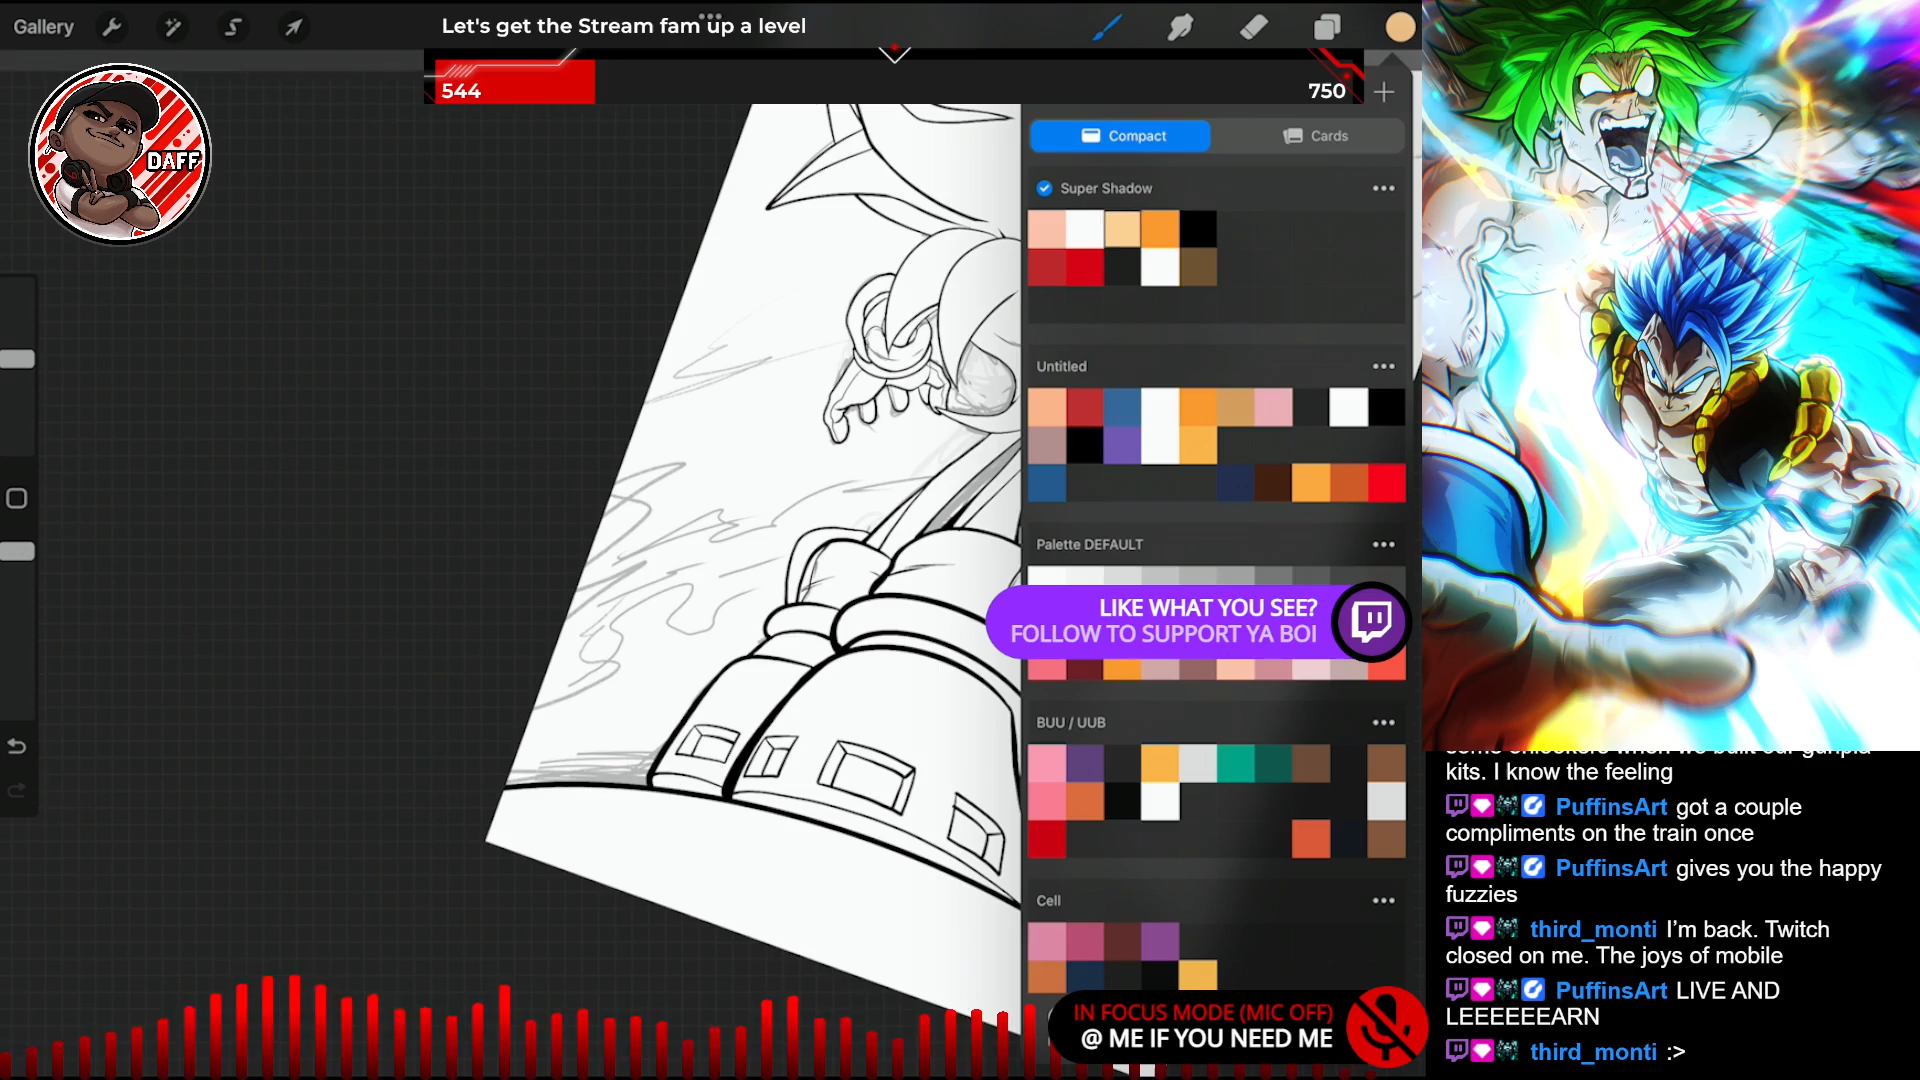 Gallery
Let's get the Stream fam up a level
544
750
DAFF
Compact
Cards
Super Shadow
Untitled
Palette DEFAULT
LIKE WHAT YOU SEE?
FOLLOW TO SUPPORT YA BOI
BUU / UUB
Cell
IN FOCUS MODE (MIC OFF)
@ ME IF YOU NEED ME
kits. I know the feeling
PuffinsArt got a couple
compliments on the train once
PuffinsArt gives you the happy
fuzzies
third_monti I'm back. Twitch
closed on me. The joys of mobile
PuffinsArt LIVE AND
LEEEEEEARN
third_monti :>